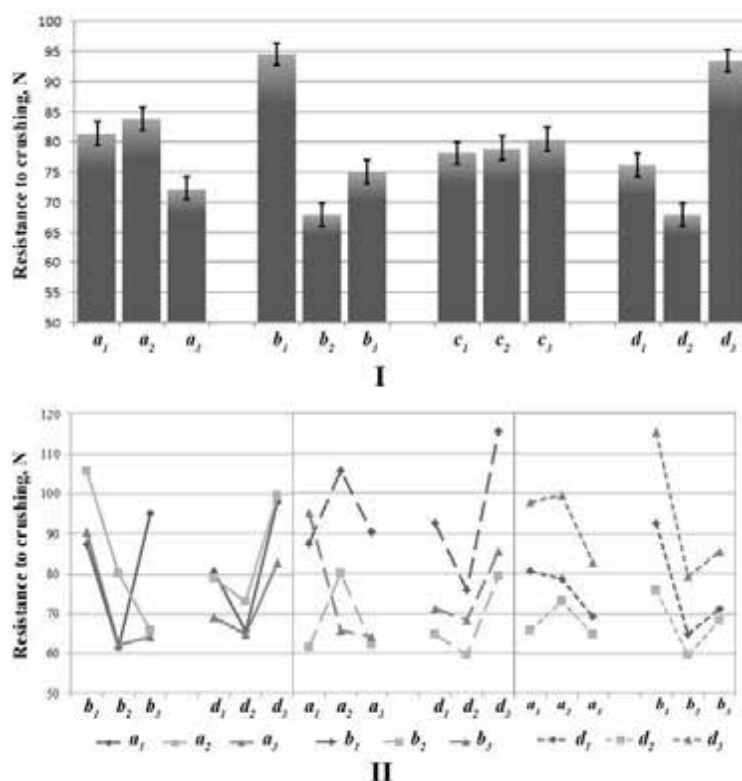 Resistance to crushing, N
100
95
90
85
80
75
70
65
60
55
50
a1 a2 a3 b1 b2 b3 c1 c2 c3 d1 d2 d3
I
Resistance to crushing, N
120
110
100
90
80
70
60
50
b1 b2 b3 d1 d2 d3 a1 a2 a3 d1 d2 d3 a1 a2 a3 b1 b2 b3
a1 a2 a3 b1 b2 b3 d1 d2 d3
II